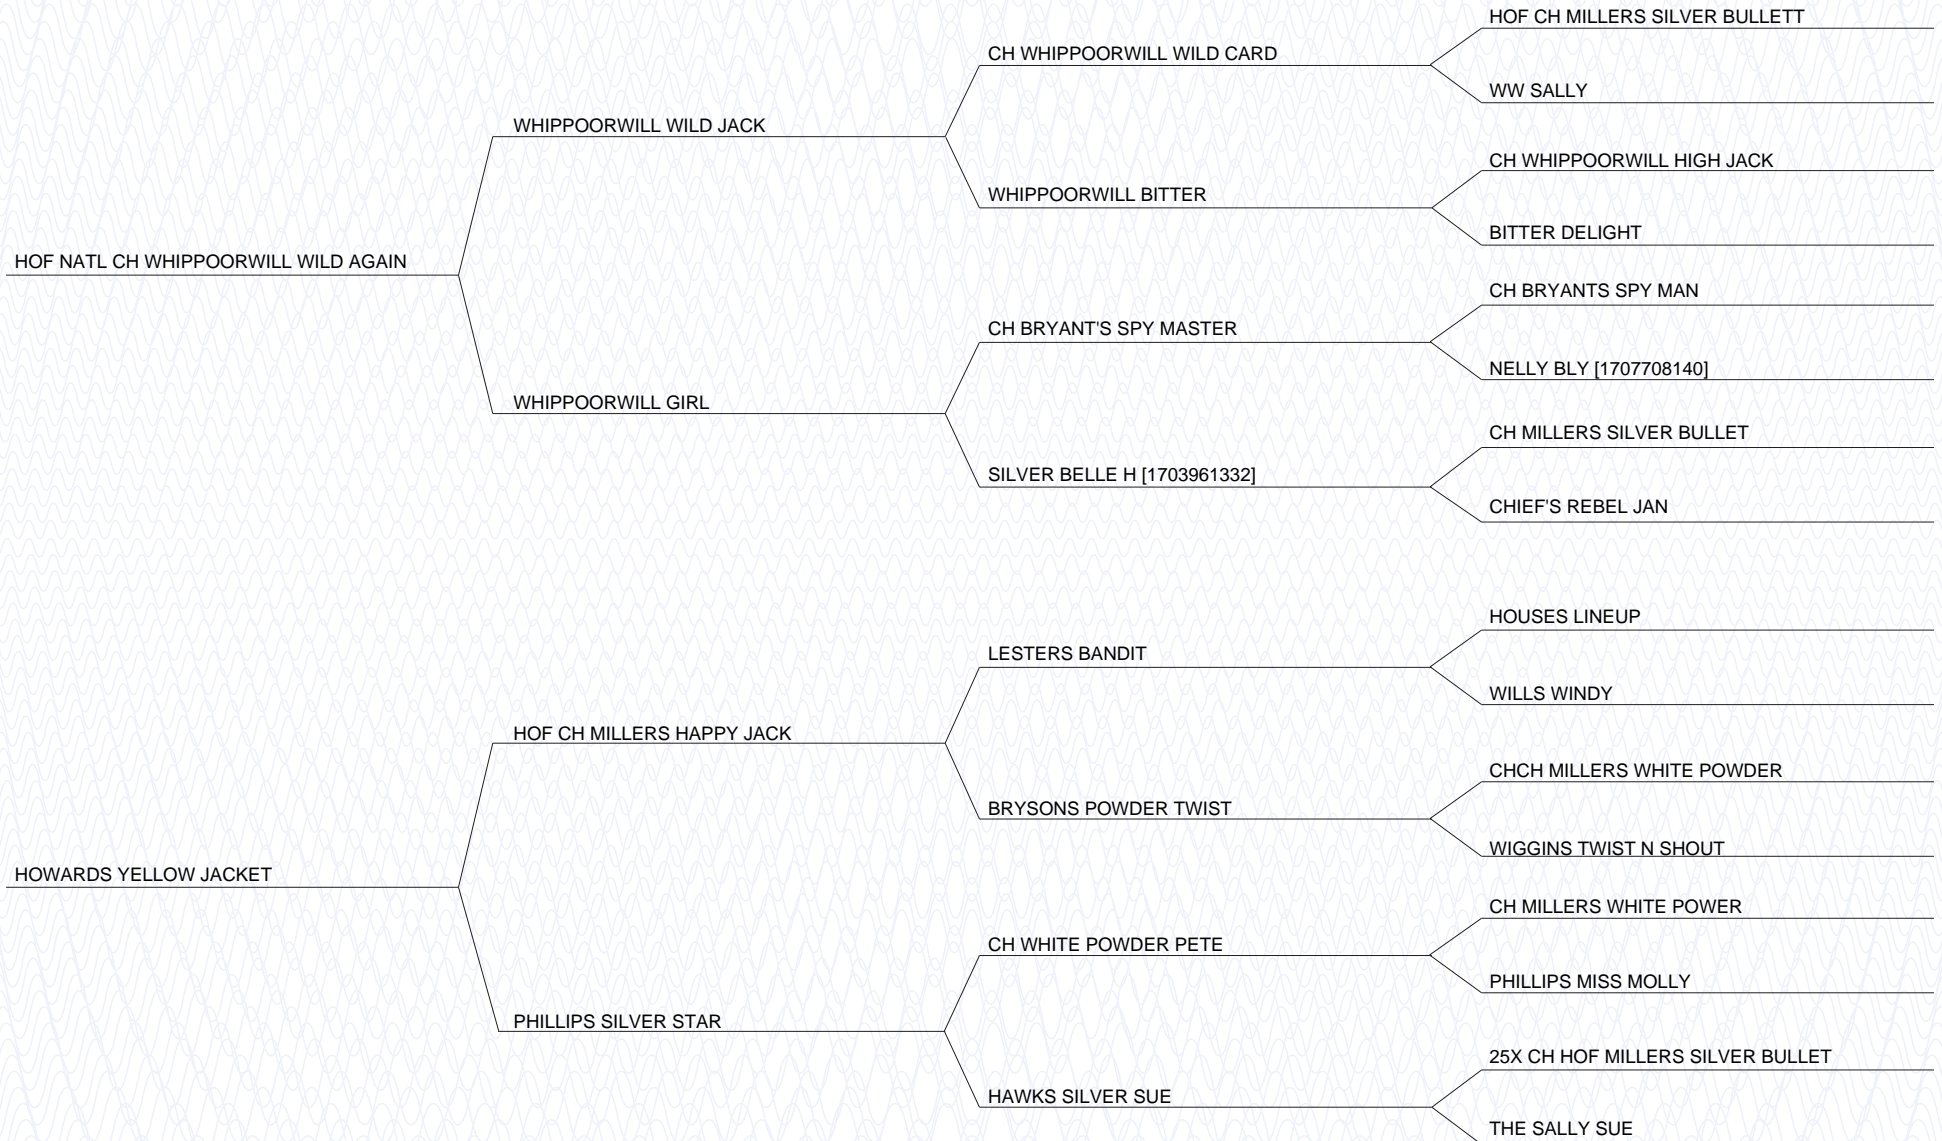 HOF CH MILLERS SILVER BULLETT
CH WHIPPOORWILL WILD CARD
WW SALLY
WHIPPOORWILL WILD JACK
CH WHIPPOORWILL HIGH JACK
WHIPPOORWILL BITTER
BITTER DELIGHT
HOF NATL CH WHIPPOORWILL WILD AGAIN
CH BRYANTS SPY MAN
CH BRYANT'S SPY MASTER
NELLY BLY [1707708140]
WHIPPOORWILL GIRL
CH MILLERS SILVER BULLET
SILVER BELLE H [1703961332]
CHIEF'S REBEL JAN
HOUSES LINEUP
LESTERS BANDIT
WILLS WINDY
HOF CH MILLERS HAPPY JACK
CHCH MILLERS WHITE POWDER
BRYSONS POWDER TWIST
WIGGINS TWIST N SHOUT
HOWARDS YELLOW JACKET
CH MILLERS WHITE POWER
CH WHITE POWDER PETE
PHILLIPS MISS MOLLY
PHILLIPS SILVER STAR
25X CH HOF MILLERS SILVER BULLET
HAWKS SILVER SUE
THE SALLY SUE